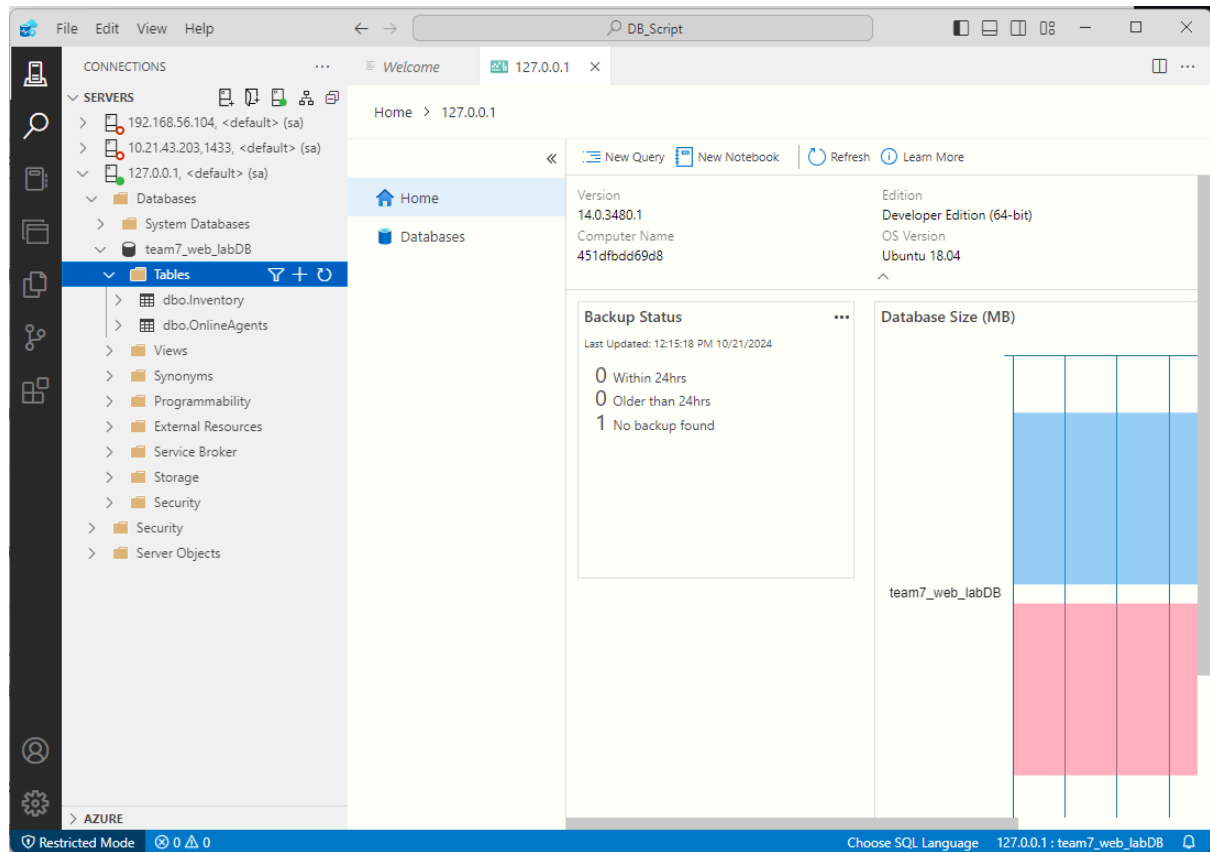 File Edit View Help
DB_Script
CONNECTIONS
SERVERS
192.168.56.104, <default> (sa)
10.21.43.203,1433, <default> (sa)
127.0.0.1, <default> (sa)
Databases
System Databases
team7_web_labDB
Tables
dbo.Inventory
dbo.OnlineAgents
Views
Synonyms
Programmability
External Resources
Service Broker
Storage
Security
Security
Server Objects
AZURE
Welcome 127.0.0.1
Home > 127.0.0.1
Home
Databases
New Query New Notebook Refresh Learn More
Version Edition
14.0.3480.1 Developer Edition (64-bit)
Computer Name OS Version
451dfbdd69d8 Ubuntu 18.04
Backup Status
Last Updated: 12:15:18 PM 10/21/2024
0 Within 24hrs
0 Older than 24hrs
1 No backup found
Database Size (MB)
team7_web_labDB
Restricted Mode 0 0 Choose SQL Language 127.0.0.1 : team7_web_labDB